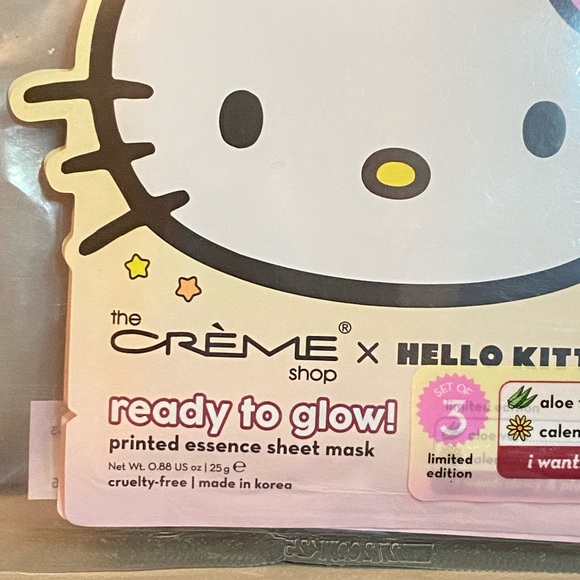 the
CRÈME® × HELLO KITT
shop
ready to glow!
printed essence sheet mask
Net Wt. 0.88 US oz | 25g ℮
cruelty-free | made in korea
SET OF
3
limited
edition
aloe v
calen
i want